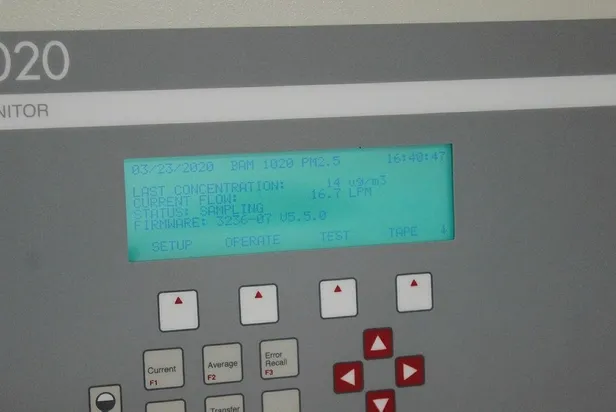 020
NITOR
03/23/2020 BAM 1020 PM2.5 16:40:47
LAST CONCENTRATION: 14 ug/m3
CURRENT FLOW: 16.7 LPM
STATUS: SAMPLING
FIRMWARE: 3236-07 V5.5.0
SETUP OPERATE TEST TAPE ↓
Current
F1
Average
F2
Error
Recall
F3
Transfer